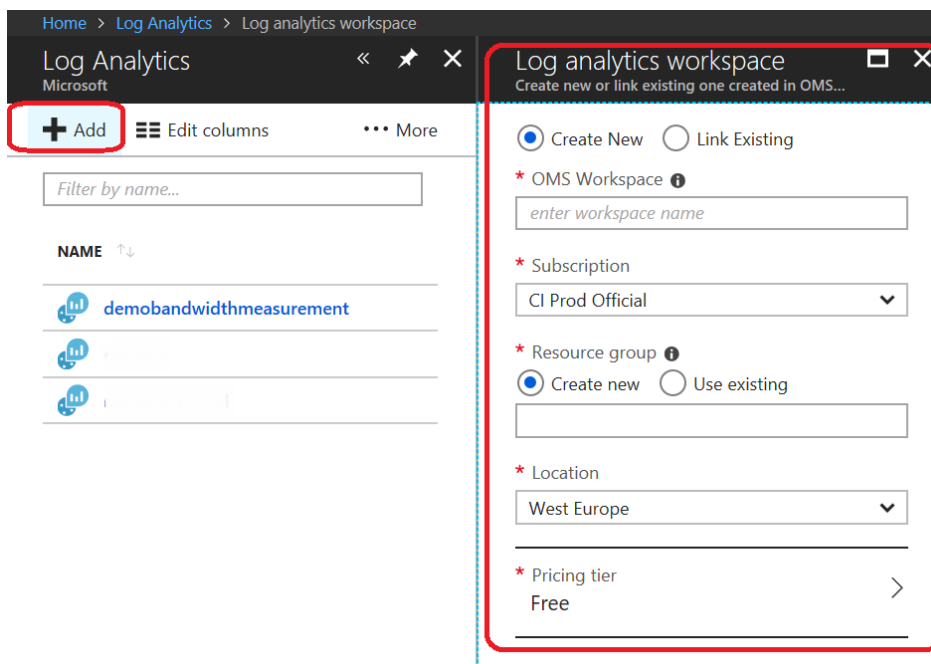 Home > Log Analytics > Log analytics workspace
Log Analytics
Microsoft
Add
Edit columns
More
Filter by name...
NAME
demobandwidthmeasurement
Log analytics workspace
Create new or link existing one created in OMS...
Create New
Link Existing
* OMS Workspace
enter workspace name
* Subscription
CI Prod Official
* Resource group
Create new
Use existing
* Location
West Europe
* Pricing tier
Free